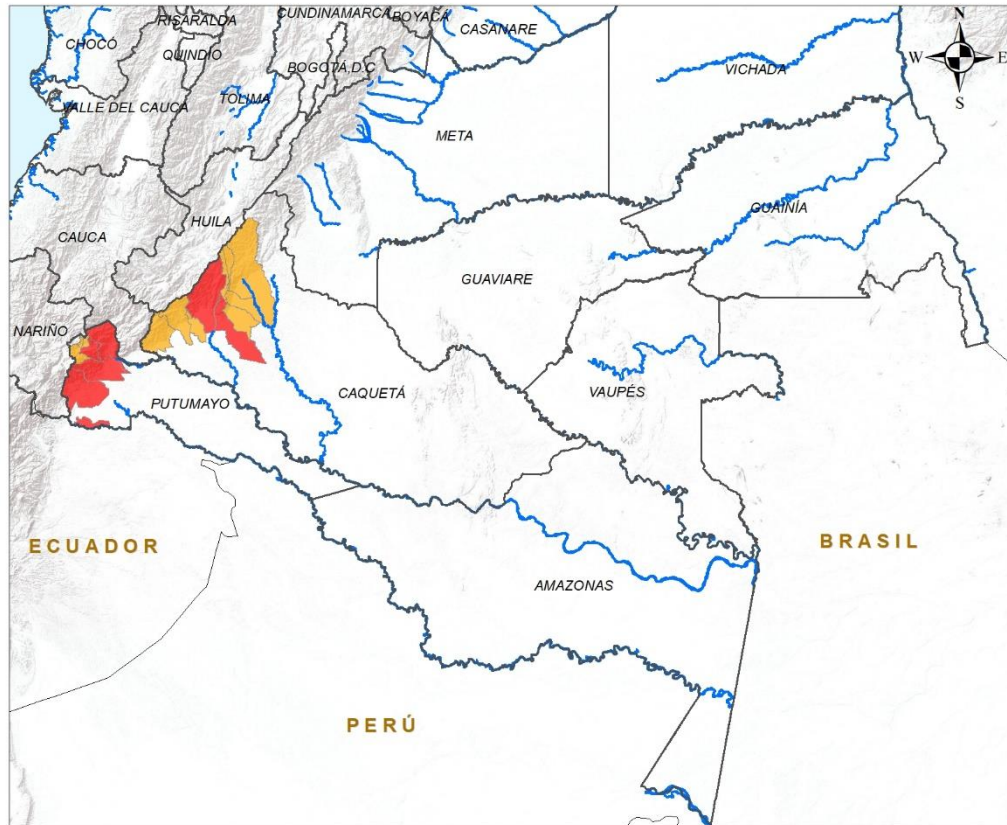 RISARALDA
CUNDINAMARCA
BOYACÁ
CASANARE
N
CHOCÓ
QUINDÍO
BOGOTÁ D.C
W
E
VICHADA
S
VALLE DEL CAUCA
TOLIMA
META
GUAINÍA
HUILA
CAUCA
GUAVIARE
NARIÑO
CAQUETÁ
VAUPÉS
PUTUMAYO
ECUADOR
BRASIL
AMAZONAS
PERÚ